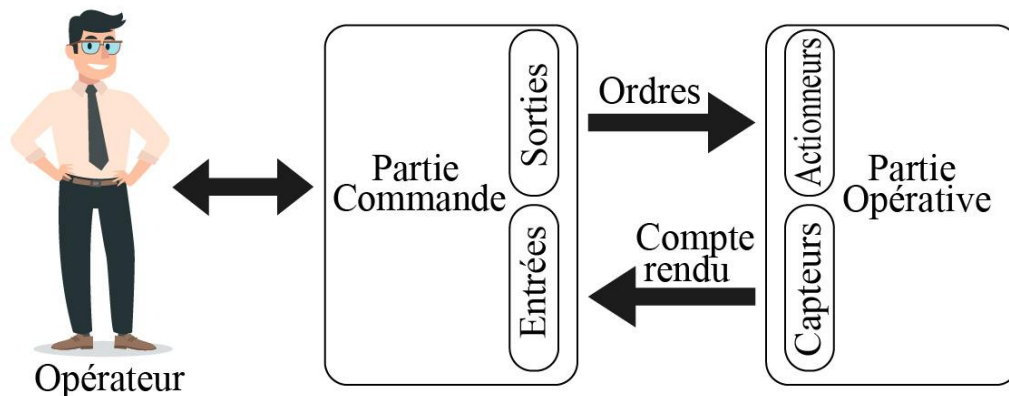 Opérateur
Partie
Commande
Sorties
Entrées
Ordres
Compte
rendu
Actionneurs
Capteurs
Partie
Opérative